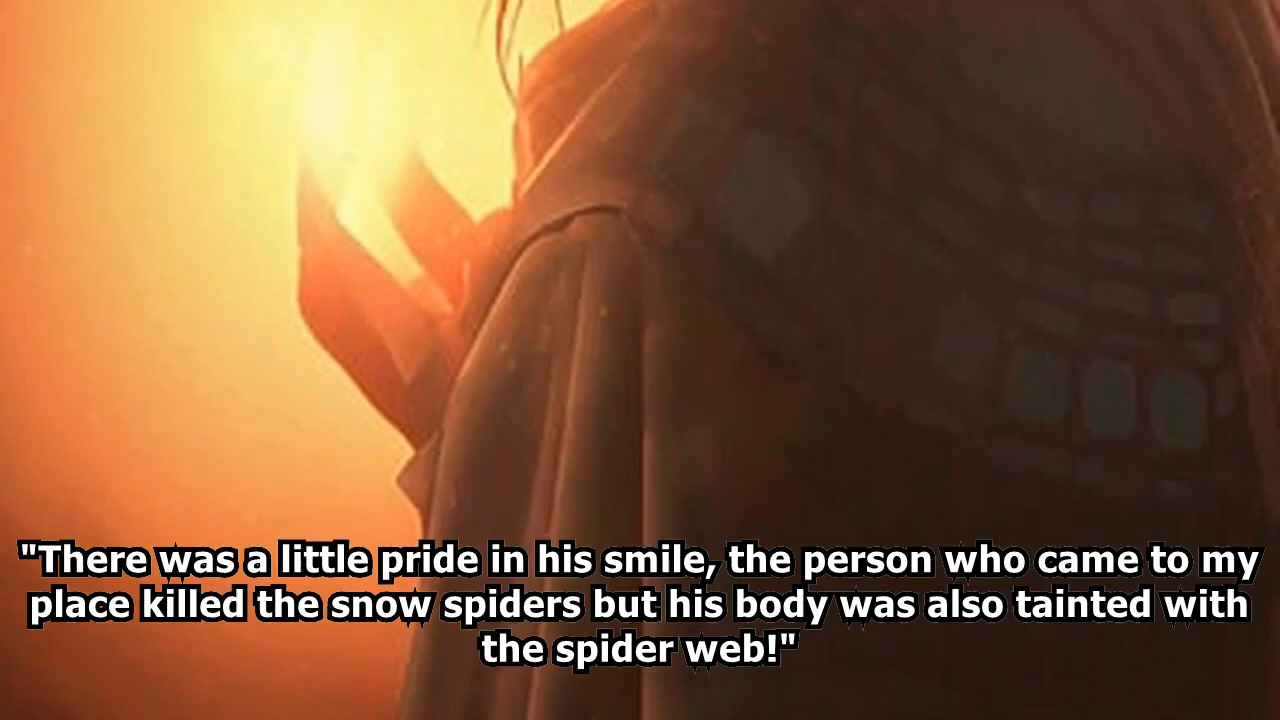 "There was a little pride in his smile, the person who came to my
place killed the snow spiders but his body was also tainted with
the spider web!"